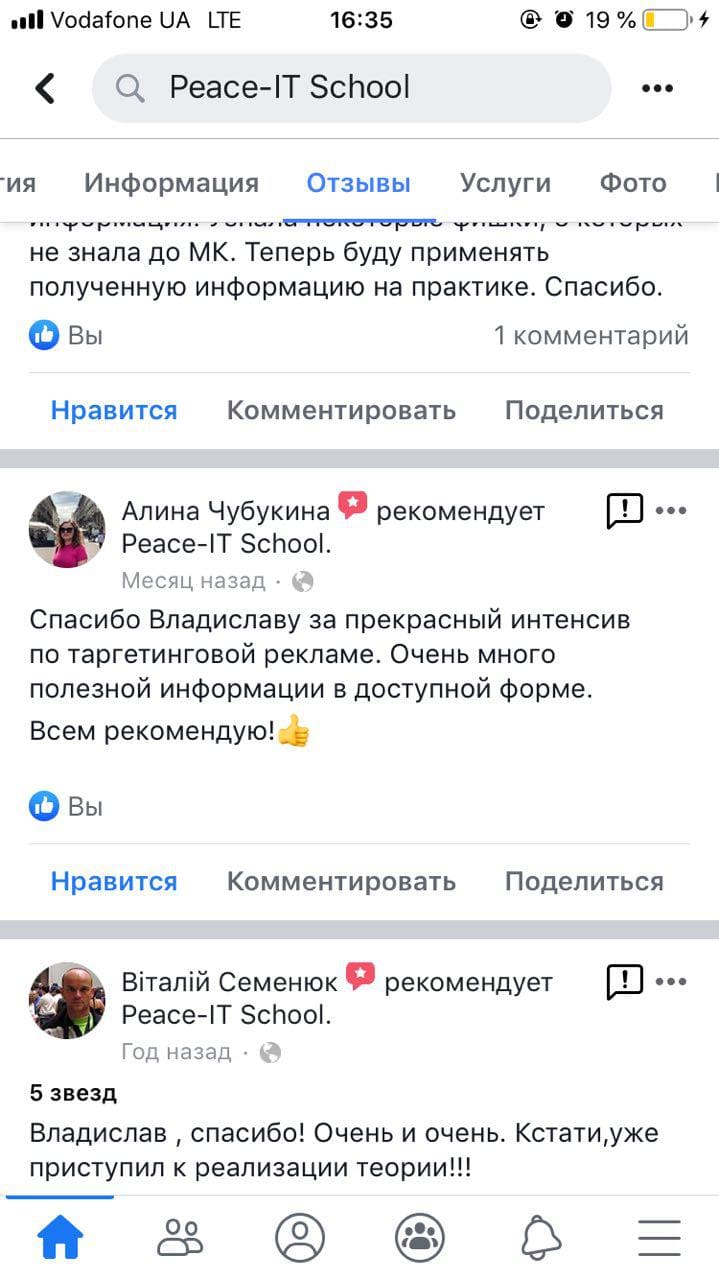 Vodafone UA LTE 16:35 19 %
Peace-IT School
гия Информация Отзывы Услуги Фото
не знала до МК. Теперь буду применять
полученную информацию на практике. Спасибо.
Вы 1 комментарий
Нравится Комментировать Поделиться
Алина Чубукина рекомендует
Peace-IT School.
Месяц назад ·
Спасибо Владиславу за прекрасный интенсив
по таргетинговой рекламе. Очень много
полезной информации в доступной форме.
Всем рекомендую!👍
Вы
Нравится Комментировать Поделиться
Віталій Семенюк рекомендует
Peace-IT School.
Год назад ·
5 звезд
Владислав , спасибо! Очень и очень. Кстати,уже
приступил к реализации теории!!!